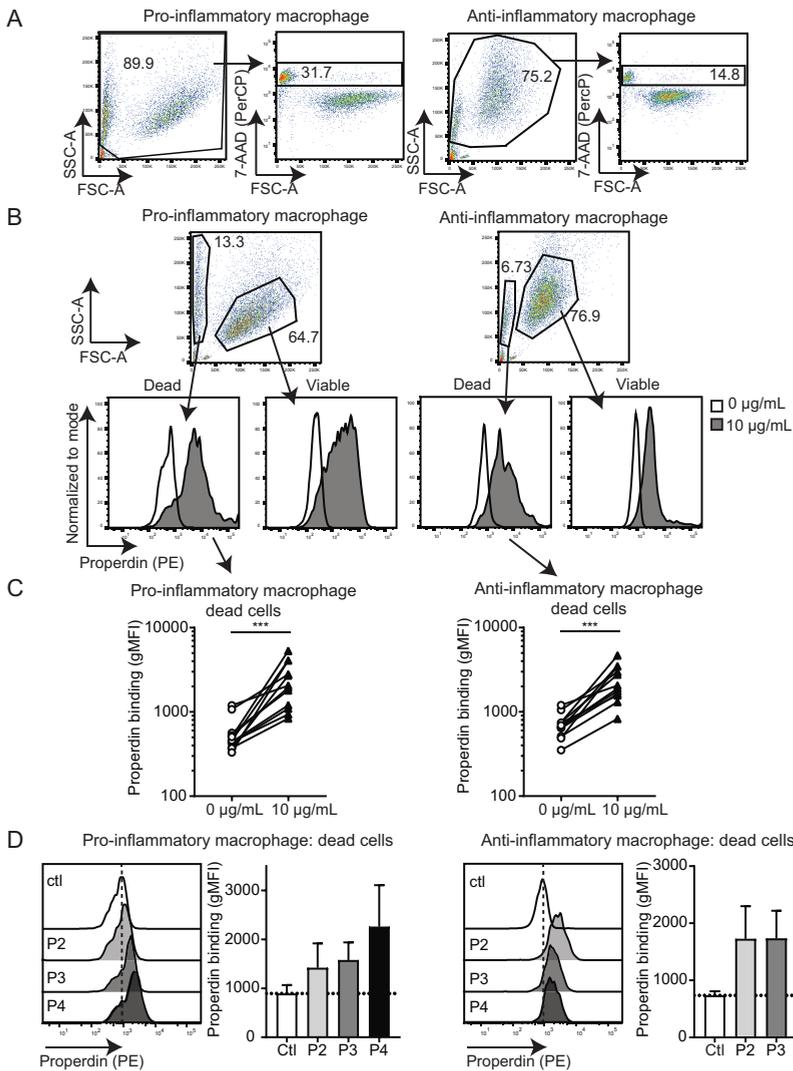 A
Pro-inflammatory macrophage
Anti-inflammatory macrophage
89.9
31.7
75.2
14.8
SSC-A
FSC-A
7-AAD (PerCP)
FSC-A
SSC-A
FSC-A
7-AAD (PerCP)
FSC-A
B
Pro-inflammatory macrophage
Anti-inflammatory macrophage
13.3
64.7
6.73
76.9
SSC-A
FSC-A
Dead
Viable
Dead
Viable
0 µg/mL
10 µg/mL
Normalized to mode
Properdin (PE)
C
Pro-inflammatory macrophage
dead cells
Anti-inflammatory macrophage
dead cells
Properdin binding (gMFI)
10000
1000
100
***
0 µg/mL 10 µg/mL
Properdin binding (gMFI)
10000
1000
100
***
0 µg/mL 10 µg/mL
D
Pro-inflammatory macrophage: dead cells
Anti-inflammatory macrophage: dead cells
ctl
P2
P3
P4
Properdin (PE)
Properdin binding (gMFI)
3000
2000
1000
0
Ctl P2 P3 P4
ctl
P2
P3
P4
Properdin (PE)
Properdin binding (gMFI)
3000
2000
1000
0
Ctl P2 P3